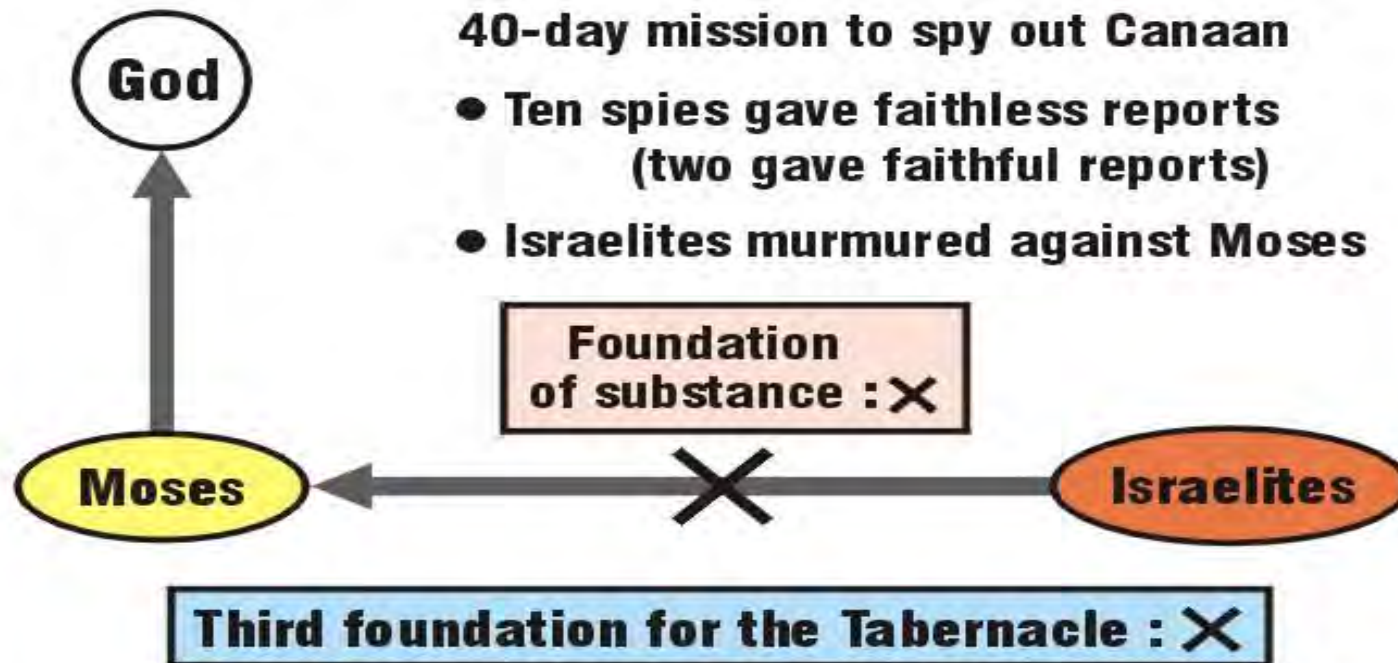 God
40-day mission to spy out Canaan
• Ten spies gave faithless reports
(two gave faithful reports)
• Israelites murmured against Moses
Foundation
of substance : ×
Moses
Israelites
Third foundation for the Tabernacle : ×